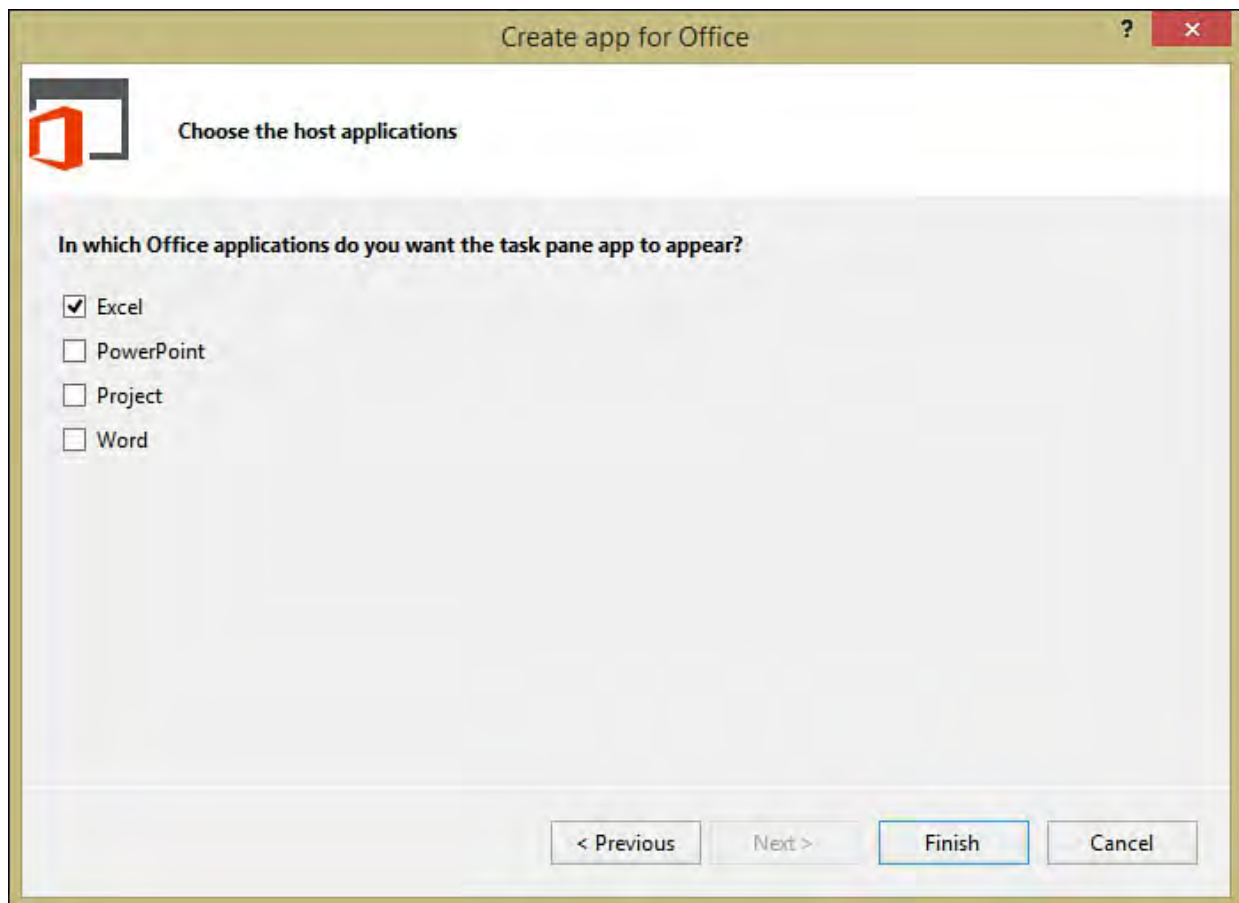 Create app for Office
?
Choose the host applications
In which Office applications do you want the task pane app to appear?
Excel
PowerPoint
Project
Word
< Previous Next > Finish Cancel